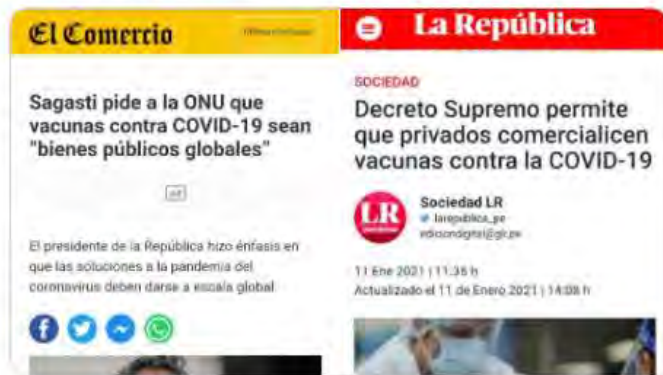 El Comercio
Sagasti pide a la ONU que
vacunas contra COVID-19 sean
"bienes públicos globales"
El presidente de la República hizo énfasis en
que las soluciones a la pandemia del
coronavirus deben darse a escala global.
La República
SOCIEDAD
Decreto Supremo permite
que privados comercialicen
vacunas contra la COVID-19
LR
Sociedad LR
larepublica_pe
ediciondigital@glr.pe
11 Ene 2021 | 11:36 h
Actualizado el 11 de Enero 2021 | 14:08 h